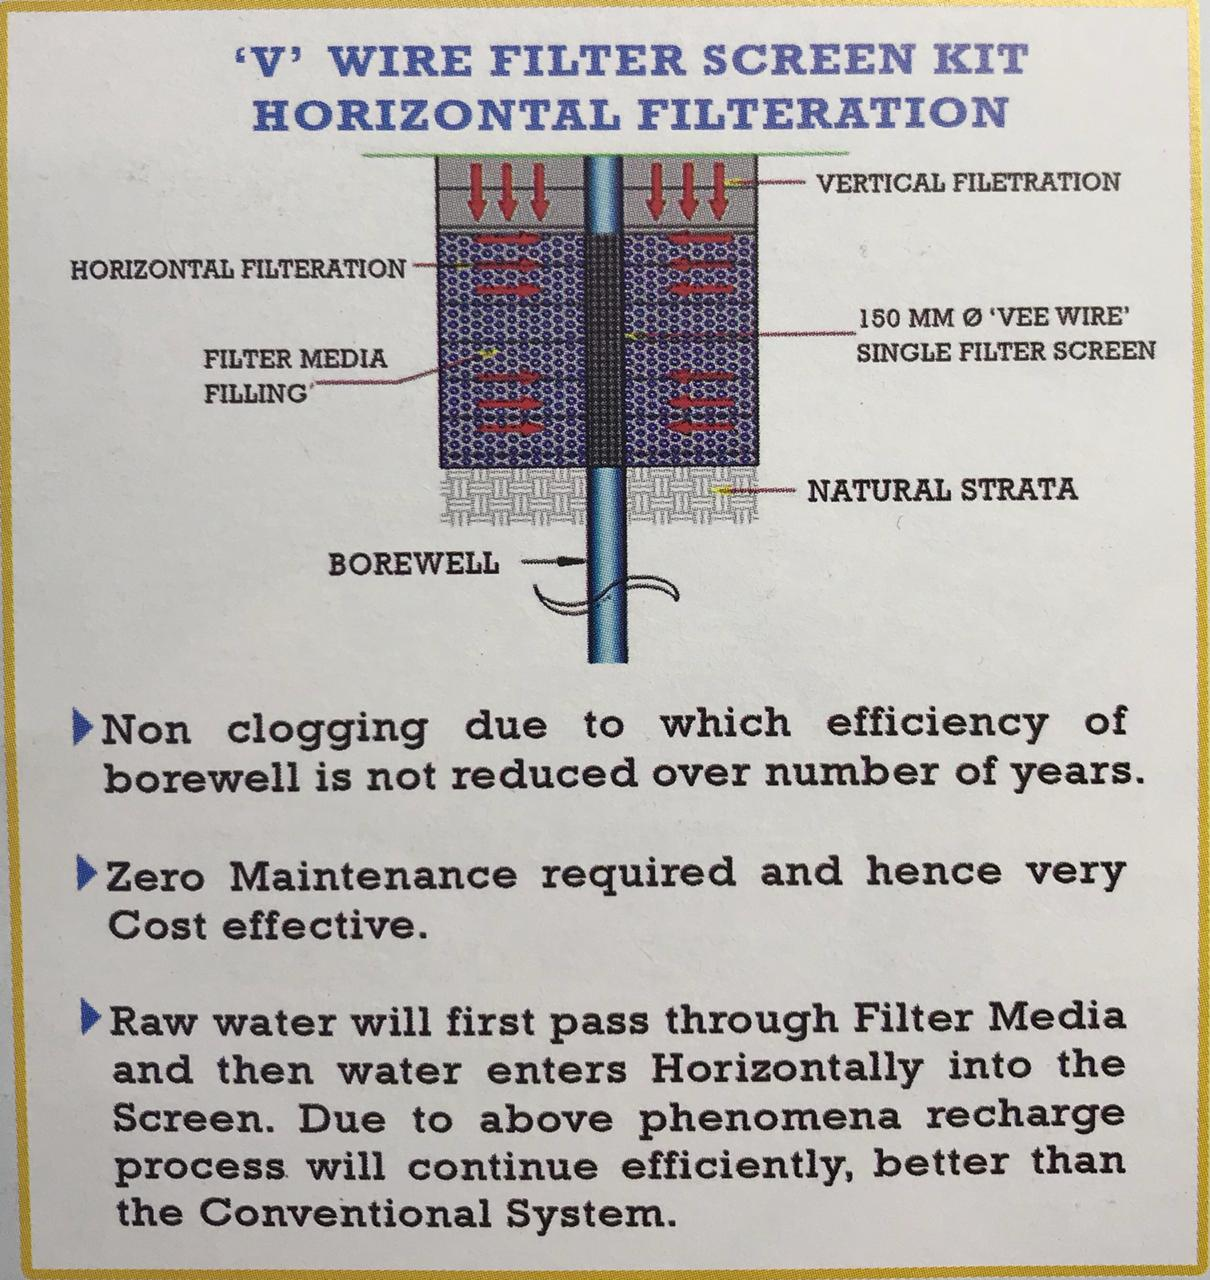 ‘V’ WIRE FILTER SCREEN KIT
HORIZONTAL FILTERATION
VERTICAL FILETRATION
HORIZONTAL FILTERATION
150 MM Ø ‘VEE WIRE’
SINGLE FILTER SCREEN
FILTER MEDIA
FILLING
NATURAL STRATA
BOREWELL
Non clogging due to which efficiency of
borewell is not reduced over number of years.
Zero Maintenance required and hence very
Cost effective.
Raw water will first pass through Filter Media
and then water enters Horizontally into the
Screen. Due to above phenomena recharge
process will continue efficiently, better than
the Conventional System.